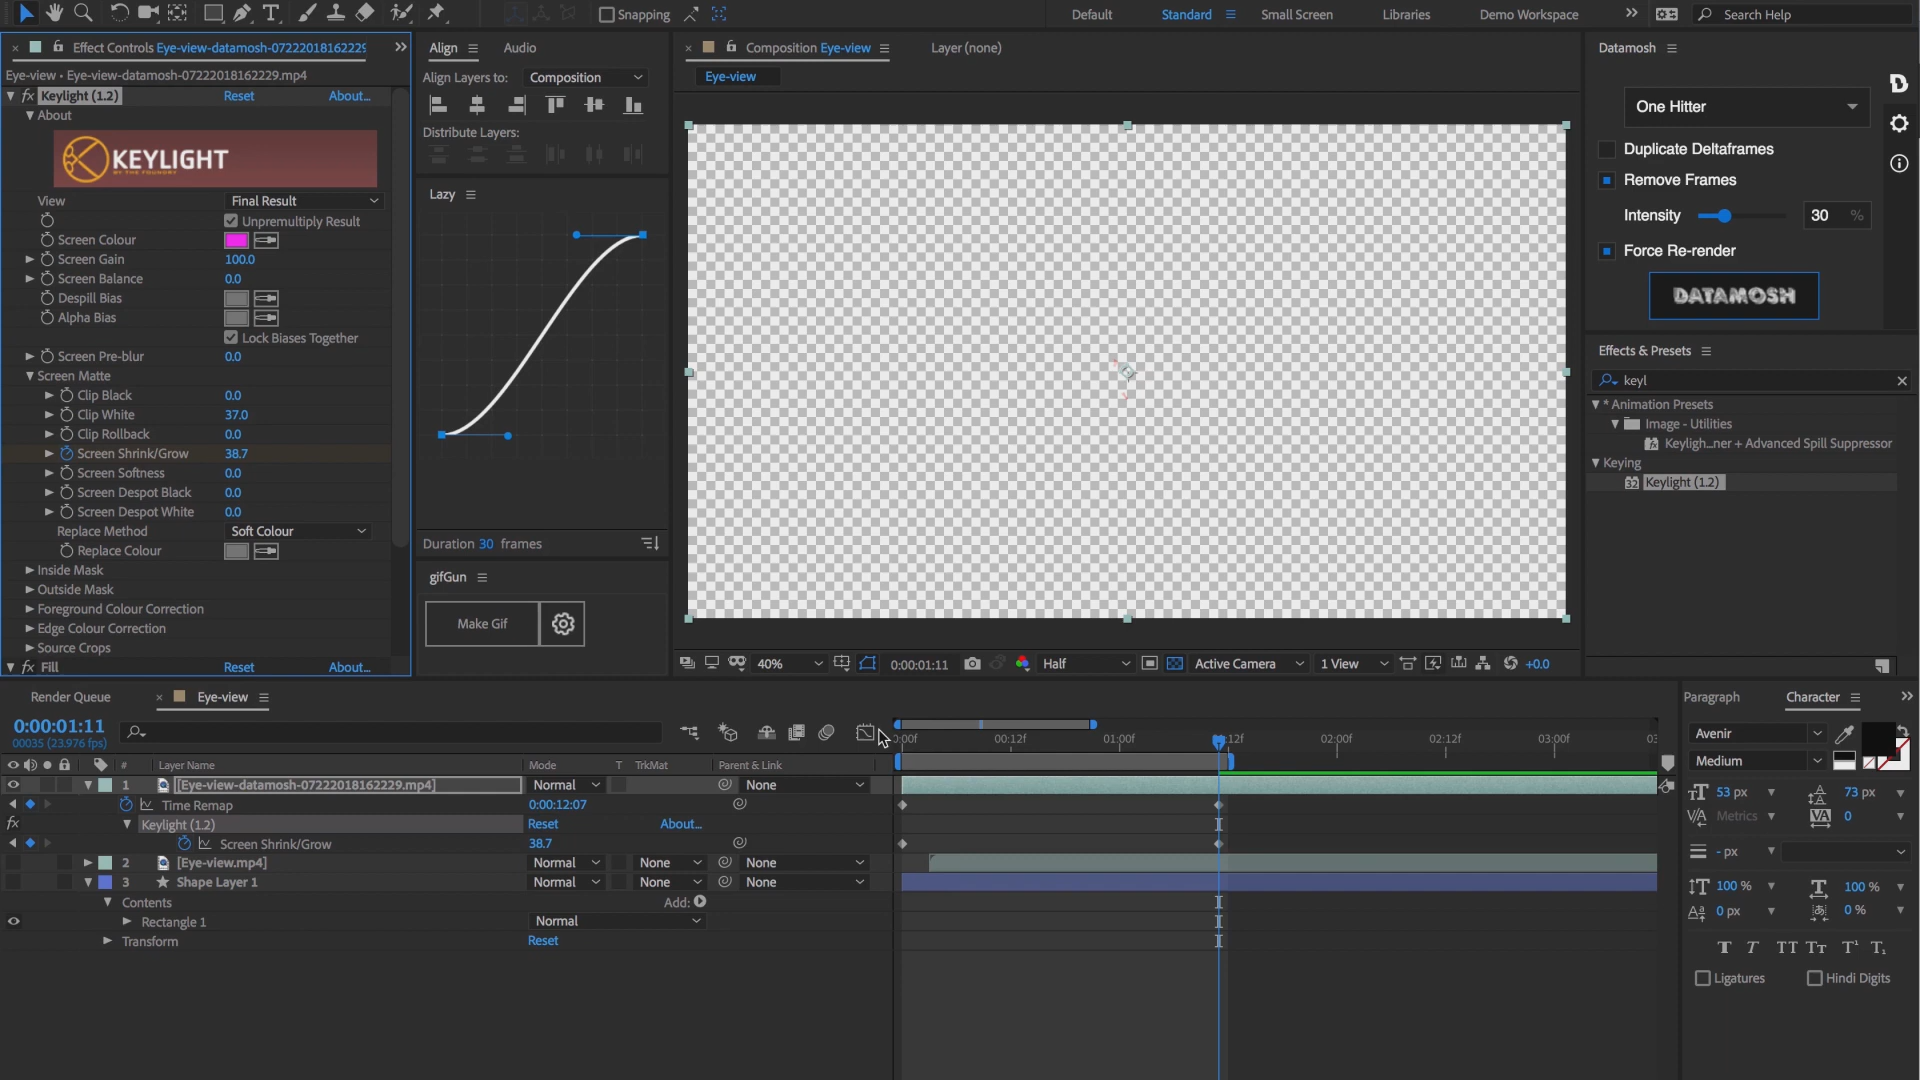 Snapping
Default
Standard
Small Screen
Libraries
Demo Workspace
Search Help
Effect Controls Eye-view-datamosh-07222018162229
Eye-view • Eye-view-datamosh-07222018162229.mp4
fx Keylight (1.2) Reset About...
About
KEYLIGHT
BY THE FOUNDRY
View Final Result
Unpremultiply Result
Screen Colour
Screen Gain 100.0
Screen Balance 0.0
Despill Bias
Alpha Bias
Lock Biases Together
Screen Pre-blur 0.0
Screen Matte
Clip Black 0.0
Clip White 37.0
Clip Rollback 0.0
Screen Shrink/Grow 38.7
Screen Softness 0.0
Screen Despot Black 0.0
Screen Despot White 0.0
Replace Method Soft Colour
Replace Colour
Inside Mask
Outside Mask
Foreground Colour Correction
Edge Colour Correction
Source Crops
fx Fill Reset About...
Align
Audio
Align Layers to: Composition
Distribute Layers:
Lazy
Duration 30 frames
gifGun
Make Gif
Composition Eye-view
Layer (none)
Eye-view
40%
0:00:01:11
Half
Active Camera
1 View
+0.0
Datamosh
One Hitter
Duplicate Deltaframes
Remove Frames
Intensity 30 %
Force Re-render
DATAMOSH
Effects & Presets
keyl
* Animation Presets
Image - Utilities
Keyligh...ner + Advanced Spill Suppressor
Keying
Keylight (1.2)
Render Queue
Eye-view
0:00:01:11
00035 (23.976 fps)
# Layer Name Mode T TrkMat Parent & Link
00:12f 01:00f 02:00f 02:12f 03:00f
1 [Eye-view-datamosh-07222018162229.mp4] Normal None
Time Remap 0:00:12:07
fx Keylight (1.2) Reset About...
Screen Shrink/Grow 38.7
2 [Eye-view.mp4] Normal None None
3 Shape Layer 1 Normal None None
Contents Add:
Rectangle 1 Normal
Transform Reset
Paragraph
Character
Avenir
Medium
53 px
73 px
Metrics
0
- px
100 %
100 %
0 px
0 %
T T TT Tt T¹ T₁
Ligatures
Hindi Digits